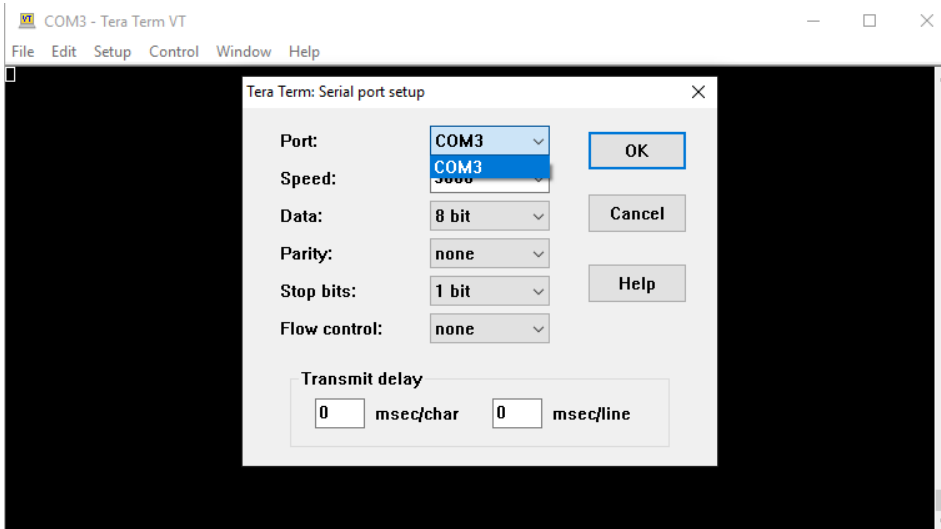 COM3 - Tera Term VT
File Edit Setup Control Window Help
Tera Term: Serial port setup
Port: COM3
COM3
OK
Speed:
Data: 8 bit
Cancel
Parity: none
Stop bits: 1 bit
Help
Flow control: none
Transmit delay
0 msec/char 0 msec/line